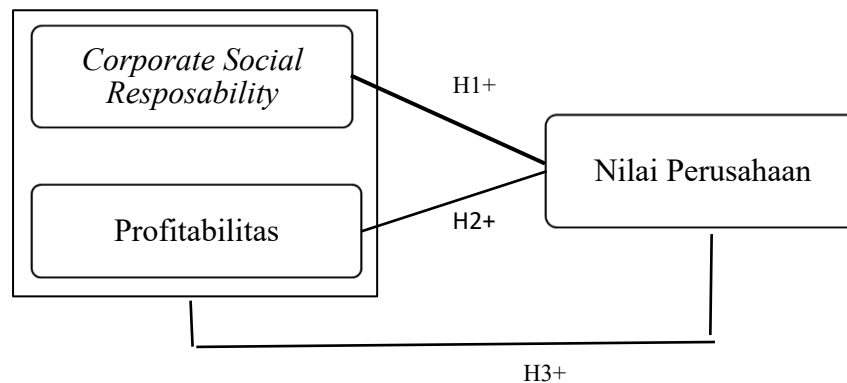 Corporate Social
Resposability
H1+
Nilai Perusahaan
Profitabilitas
H2+
H3+